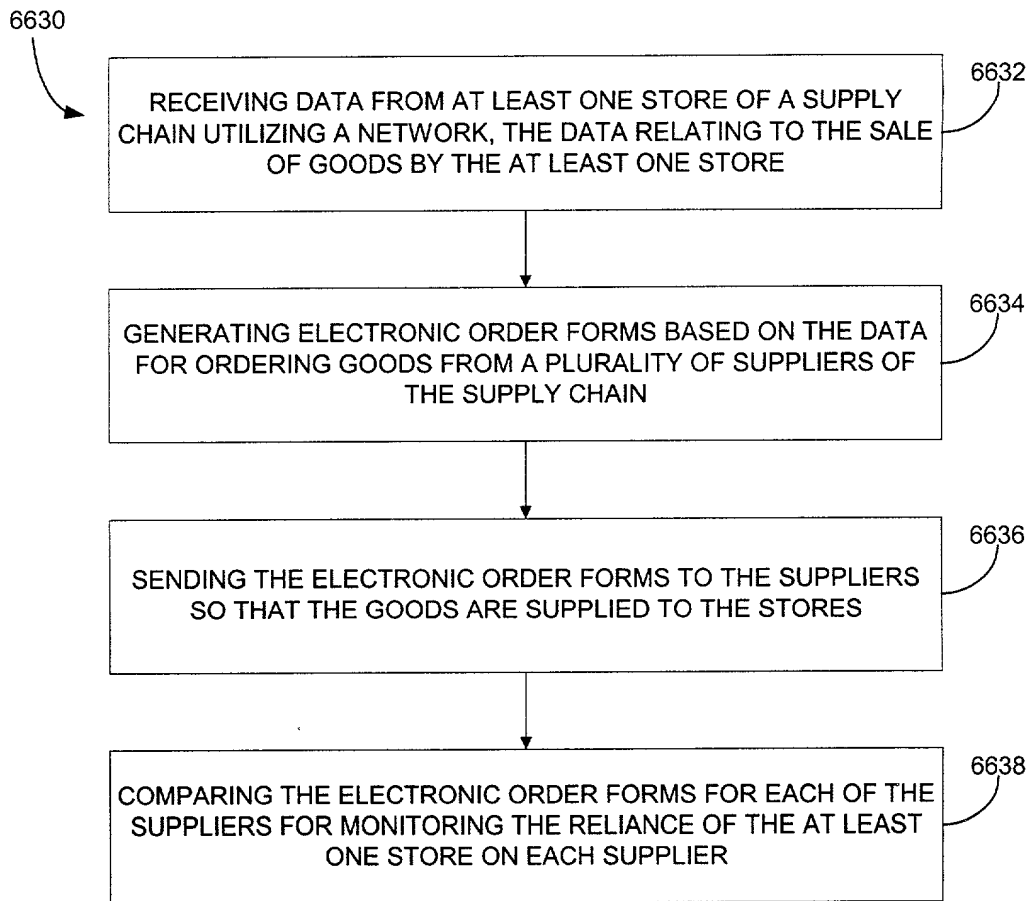 6630
6632
RECEIVING DATA FROM AT LEAST ONE STORE OF A SUPPLY
CHAIN UTILIZING A NETWORK, THE DATA RELATING TO THE SALE
OF GOODS BY THE AT LEAST ONE STORE
6634
GENERATING ELECTRONIC ORDER FORMS BASED ON THE DATA
FOR ORDERING GOODS FROM A PLURALITY OF SUPPLIERS OF
THE SUPPLY CHAIN
6636
SENDING THE ELECTRONIC ORDER FORMS TO THE SUPPLIERS
SO THAT THE GOODS ARE SUPPLIED TO THE STORES
6638
COMPARING THE ELECTRONIC ORDER FORMS FOR EACH OF THE
SUPPLIERS FOR MONITORING THE RELIANCE OF THE AT LEAST
ONE STORE ON EACH SUPPLIER